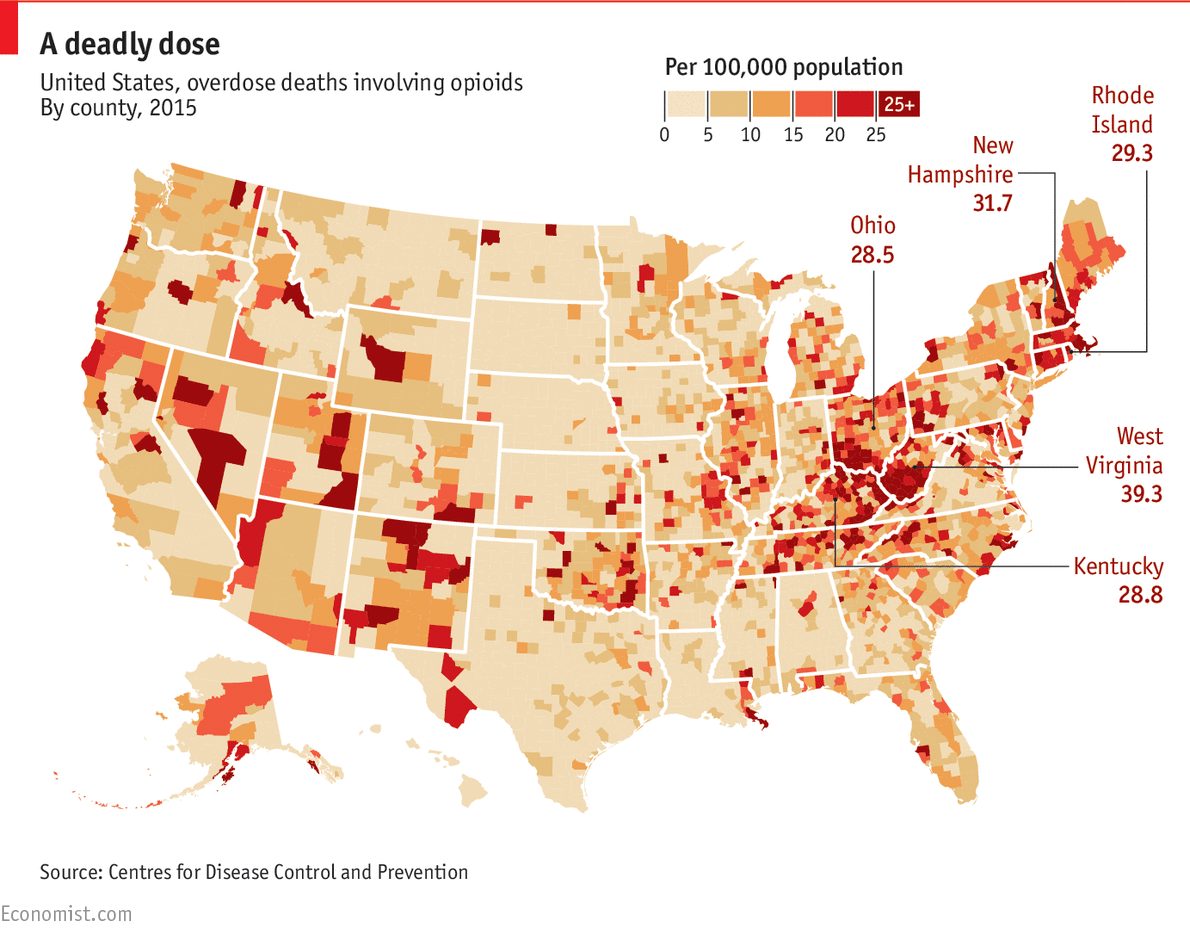 A deadly dose
United States, overdose deaths involving opioids
By county, 2015
Per 100,000 population
25+
0 5 10 15 20 25
Rhode
Island
29.3
New
Hampshire
31.7
Ohio
28.5
West
Virginia
39.3
Kentucky
28.8
Source: Centres for Disease Control and Prevention
Economist.com